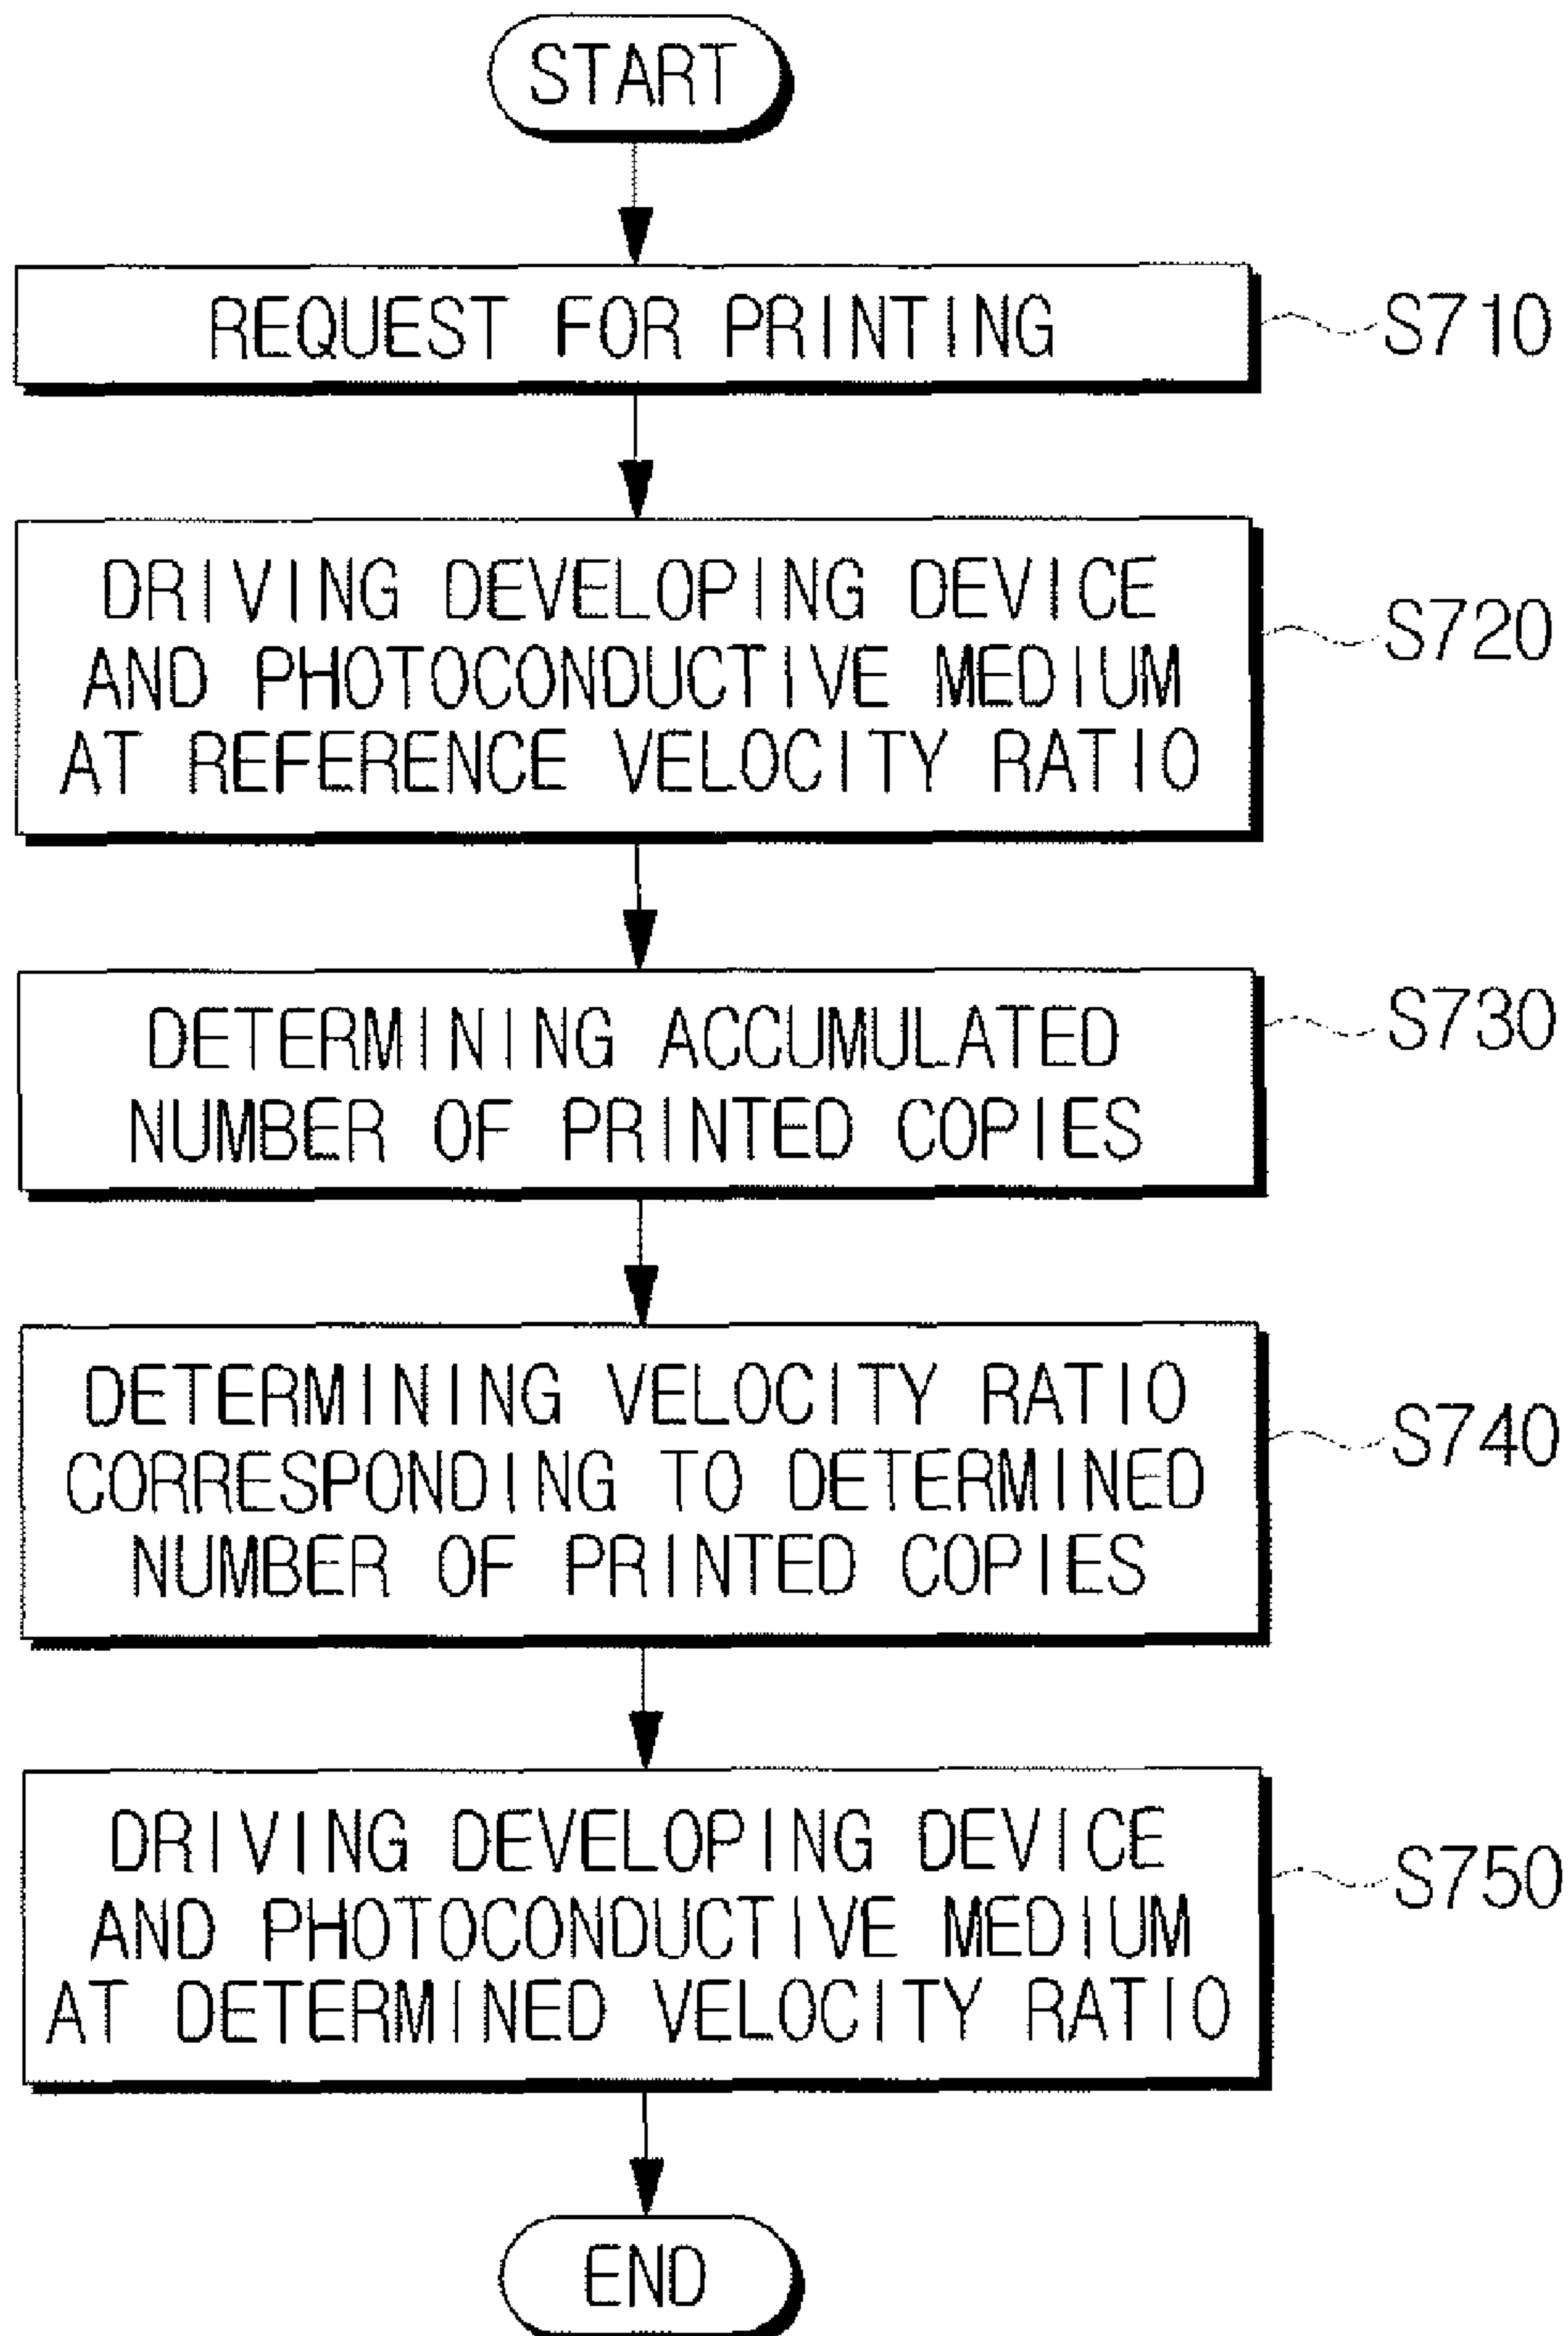 START
REQUEST FOR PRINTING
S710
DRIVING DEVELOPING DEVICE
AND PHOTOCONDUCTIVE MEDIUM
AT REFERENCE VELOCITY RATIO
S720
DETERMINING ACCUMULATED
NUMBER OF PRINTED COPIES
S730
DETERMINING VELOCITY RATIO
CORRESPONDING TO DETERMINED
NUMBER OF PRINTED COPIES
S740
DRIVING DEVELOPING DEVICE
AND PHOTOCONDUCTIVE MEDIUM
AT DETERMINED VELOCITY RATIO
S750
END